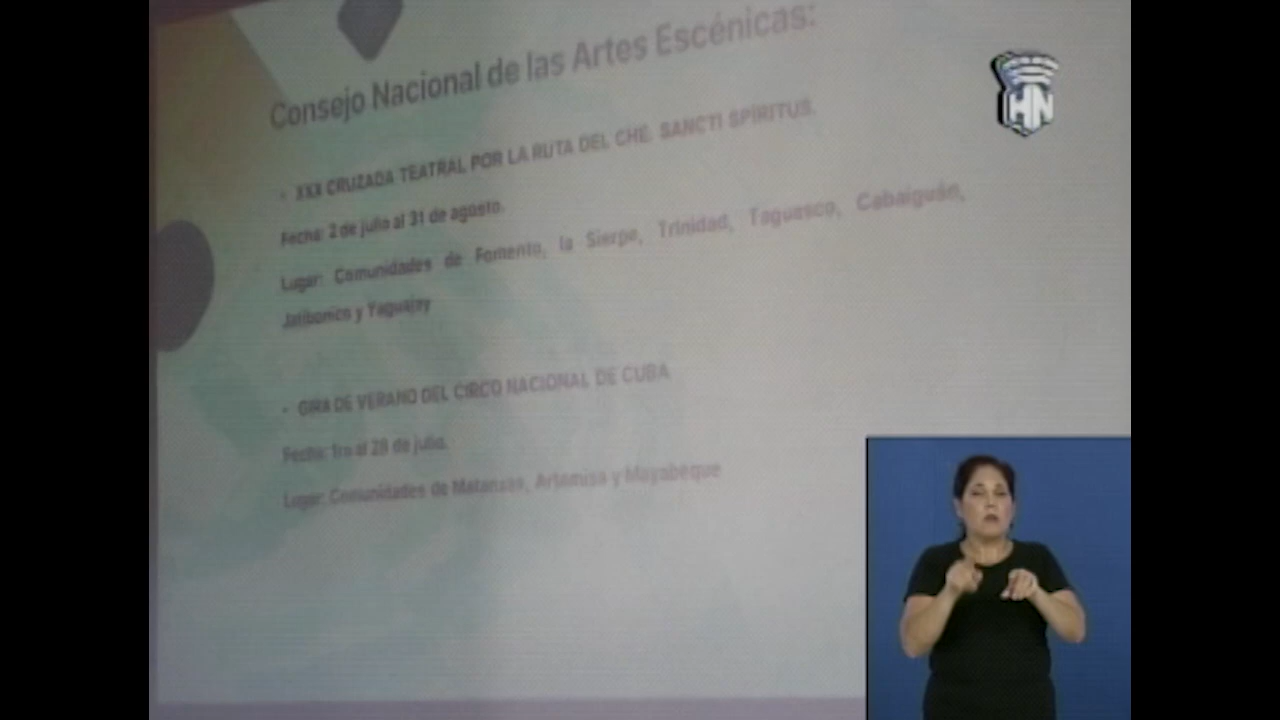 Consejo Nacional de las Artes Escénicas:
HN
• XXX CRUZADA TEATRAL POR LA RUTA DEL CHE. SANCTI SPÍRITUS.
Fecha: 2 de julio al 31 de agosto.
Lugar: Comunidades de Fomento, la Sierpe, Trinidad, Taguasco, Cabaiguán,
Jatibonico y Yaguajay
• GIRA DE VERANO DEL CIRCO NACIONAL DE CUBA
Fecha: 1ro al 28 de julio.
Lugar: Comunidades de Matanzas, Artemisa y Mayabeque